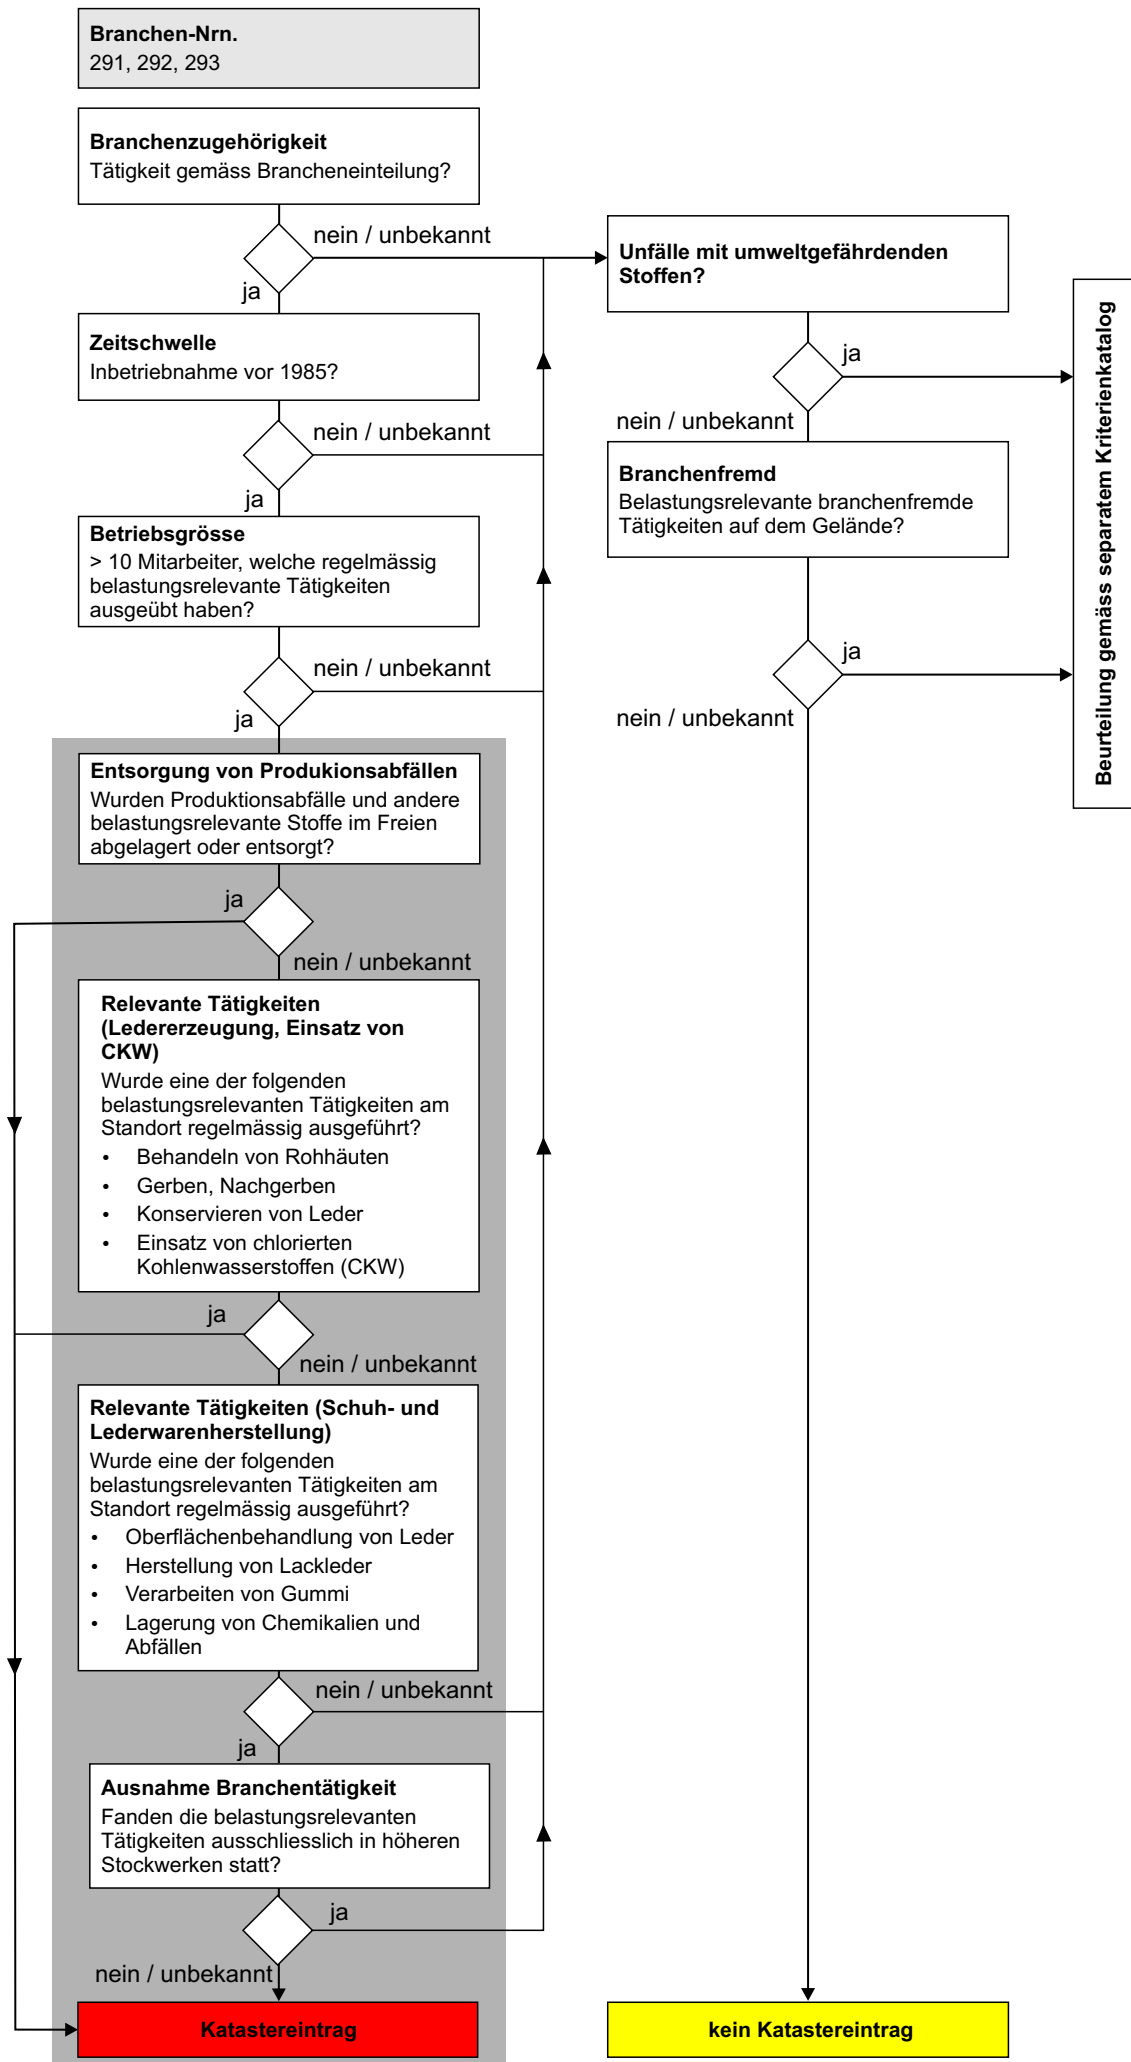 Branchen-Nrn.
291, 292, 293
Branchenzugehörigkeit
Tätigkeit gemäss Brancheneinteilung?
nein / unbekannt
ja
Zeitschwelle
Inbetriebnahme vor 1985?
nein / unbekannt
ja
Betriebsgrösse
> 10 Mitarbeiter, welche regelmässig
belastungsrelevante Tätigkeiten
ausgeübt haben?
nein / unbekannt
ja
Entsorgung von Produkionsabfällen
Wurden Produktionsabfälle und andere
belastungsrelevante Stoffe im Freien
abgelagert oder entsorgt?
ja
nein / unbekannt
Relevante Tätigkeiten
(Ledererzeugung, Einsatz von
CKW)
Wurde eine der folgenden
belastungsrelevanten Tätigkeiten am
Standort regelmässig ausgeführt?
• Behandeln von Rohhäuten
• Gerben, Nachgerben
• Konservieren von Leder
• Einsatz von chlorierten
Kohlenwasserstoffen (CKW)
ja
nein / unbekannt
Relevante Tätigkeiten (Schuh- und
Lederwarenherstellung)
Wurde eine der folgenden
belastungsrelevanten Tätigkeiten am
Standort regelmässig ausgeführt?
• Oberflächenbehandlung von Leder
• Herstellung von Lackleder
• Verarbeiten von Gummi
• Lagerung von Chemikalien und
Abfällen
nein / unbekannt
ja
Ausnahme Branchentätigkeit
Fanden die belastungsrelevanten
Tätigkeiten ausschliesslich in höheren
Stockwerken statt?
ja
nein / unbekannt
Katastereintrag
Unfälle mit umweltgefährdenden
Stoffen?
ja
nein / unbekannt
Branchenfremd
Belastungsrelevante branchenfremde
Tätigkeiten auf dem Gelände?
ja
nein / unbekannt
kein Katastereintrag
Beurteilung gemäss separatem Kriterienkatalog